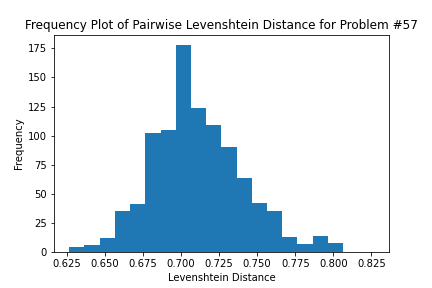 Frequency Plot of Pairwise Levenshtein Distance for Problem #57
175
150
125
100
75
50
25
0
Frequency
0.625 0.650 0.675 0.700 0.725 0.750 0.775 0.800 0.825
Levenshtein Distance